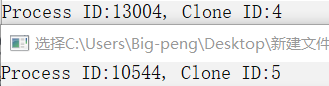 Process ID:13004, Clone ID:4
选择C:\Users\Big-peng\Desktop\新建文件
Process ID:10544, Clone ID:5